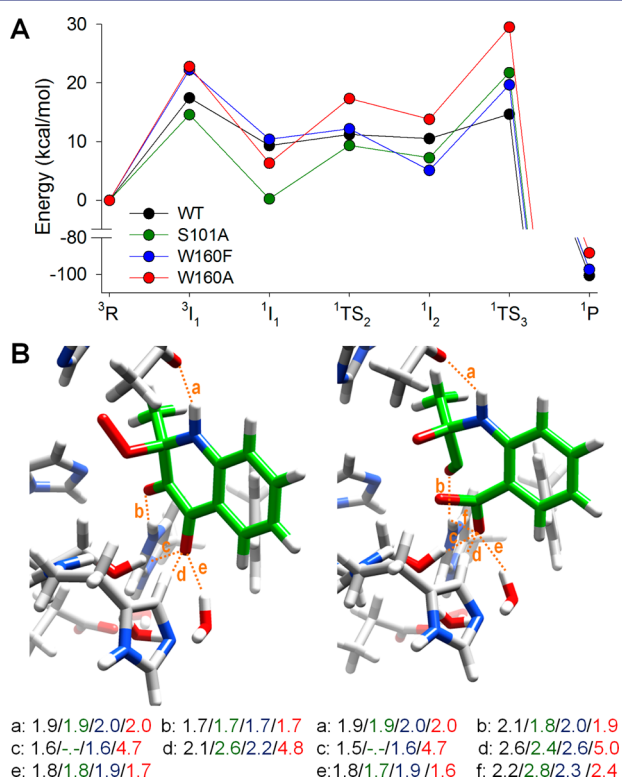 A
Energy (kcal/mol)
30
20
10
0
-80
-100
WT
S101A
W160F
W160A
³R ³I₁ ¹I₁ ¹TS₂ ¹I₂ ¹TS₃ ¹P
B
a
b
c
d
e
a
b
f
c
d
e
a: 1.9/1.9/2.0/2.0 b: 1.7/1.7/1.7/1.7
c: 1.6/-.-/1.6/4.7 d: 2.1/2.6/2.2/4.8
e: 1.8/1.8/1.9/1.7
a: 1.9/1.9/2.0/2.0 b: 2.1/1.8/2.0/1.9
c: 1.5/-.-/1.6/4.7 d: 2.6/2.4/2.6/5.0
e:1.8/1.7/1.9 /1.6 f: 2.2/2.8/2.3/2.4